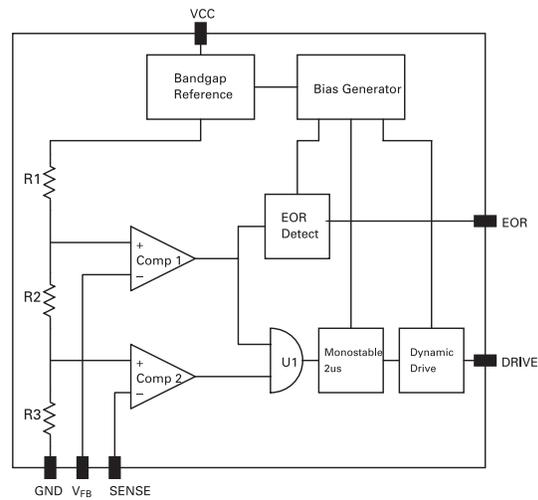 VCC
Bandgap
Reference
Bias Generator
R1
EOR
Detect
EOR
+
Comp 1
–
R2
+
Comp 2
–
U1
Monostable
2us
Dynamic
Drive
DRIVE
R3
GND
VFB
SENSE